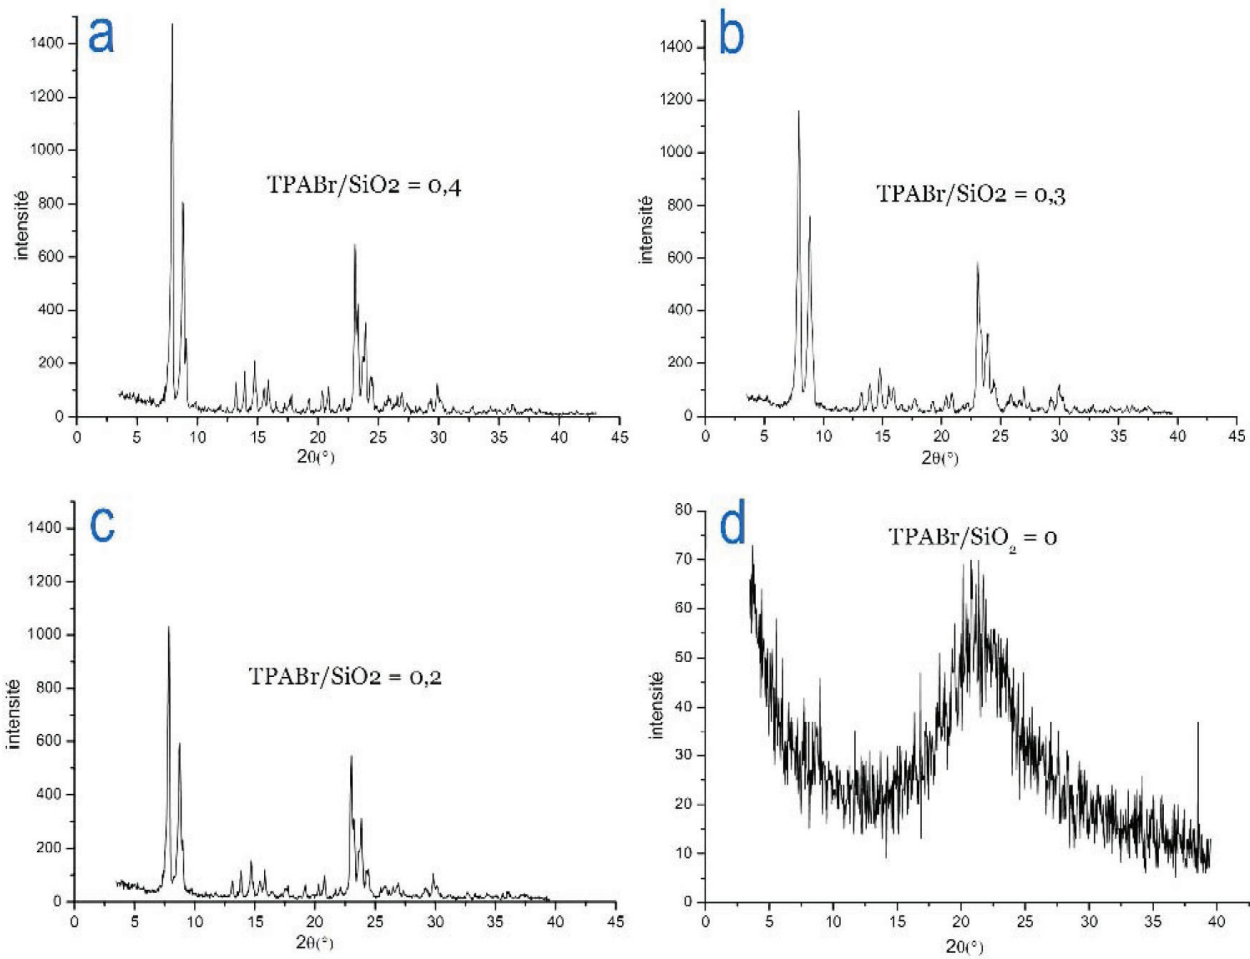 a
1400
1200
1000
800
600
400
200
0
intensité
TPABr/SiO2 = 0,4
0 5 10 15 20 25 30 35 40 45
2θ(°)
b
1400
1200
1000
800
600
400
200
0
intensité
TPABr/SiO2 = 0,3
0 5 10 15 20 25 30 35 40 45
2θ(°)
c
1400
1200
1000
800
600
400
200
0
intensité
TPABr/SiO2 = 0,2
0 5 10 15 20 25 30 35 40 45
2θ(°)
d
80
70
60
50
40
30
20
10
0
intensité
TPABr/SiO₂ = 0
0 5 10 15 20 25 30 35 40
2θ(°)